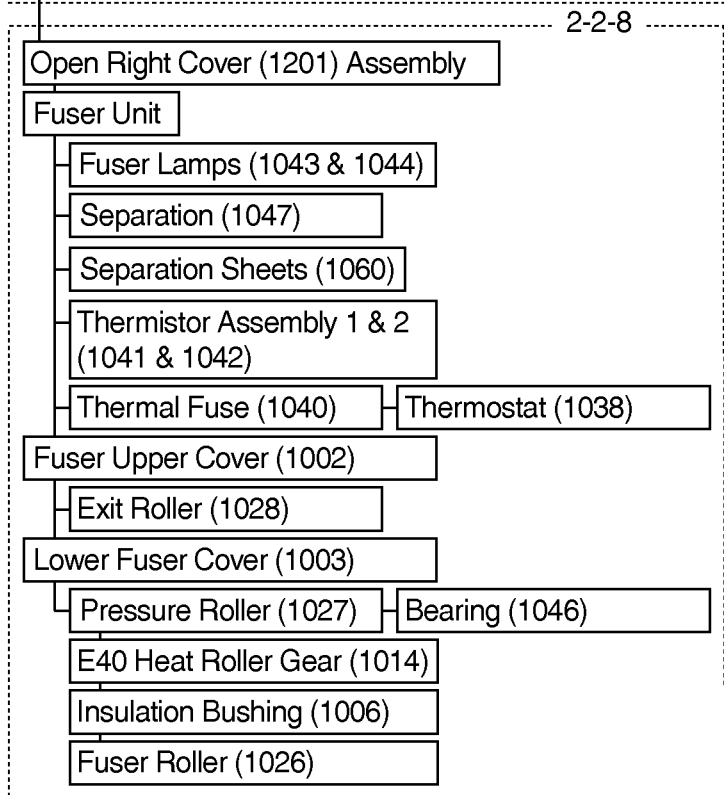 2-2-8
Open Right Cover (1201) Assembly
Fuser Unit
Fuser Lamps (1043 & 1044)
Separation (1047)
Separation Sheets (1060)
Thermistor Assembly 1 & 2
(1041 & 1042)
Thermal Fuse (1040)
Thermostat (1038)
Fuser Upper Cover (1002)
Exit Roller (1028)
Lower Fuser Cover (1003)
Pressure Roller (1027)
Bearing (1046)
E40 Heat Roller Gear (1014)
Insulation Bushing (1006)
Fuser Roller (1026)